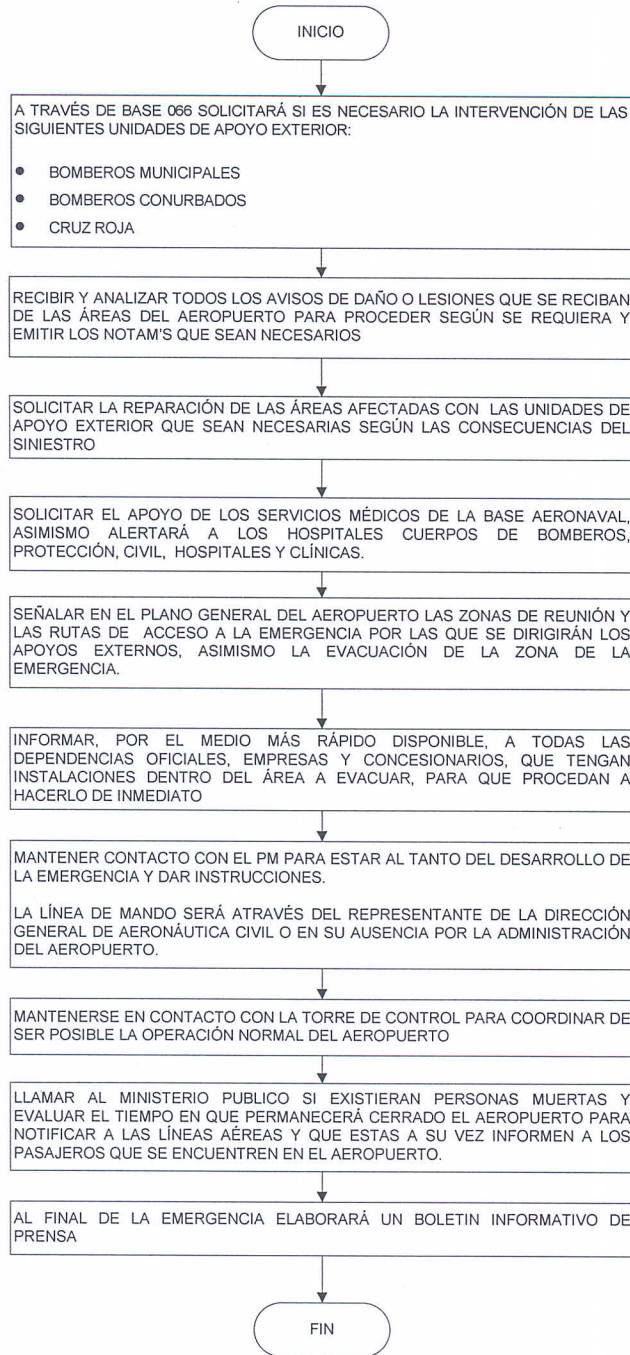 INICIO
A TRAVÉS DE BASE 066 SOLICITARÁ SI ES NECESARIO LA INTERVENCIÓN DE LAS
SIGUIENTES UNIDADES DE APOYO EXTERIOR:
● BOMBEROS MUNICIPALES
● BOMBEROS CONURBADOS
● CRUZ ROJA
RECIBIR Y ANALIZAR TODOS LOS AVISOS DE DAÑO O LESIONES QUE SE RECIBAN
DE LAS ÁREAS DEL AEROPUERTO PARA PROCEDER SEGÚN SE REQUIERA Y
EMITIR LOS NOTAM'S QUE SEAN NECESARIOS
SOLICITAR LA REPARACIÓN DE LAS ÁREAS AFECTADAS CON LAS UNIDADES DE
APOYO EXTERIOR QUE SEAN NECESARIAS SEGÚN LAS CONSECUENCIAS DEL
SINIESTRO
SOLICITAR EL APOYO DE LOS SERVICIOS MÉDICOS DE LA BASE AERONAVAL,
ASIMISMO ALERTARÁ A LOS HOSPITALES CUERPOS DE BOMBEROS,
PROTECCIÓN, CIVIL, HOSPITALES Y CLÍNICAS.
SEÑALAR EN EL PLANO GENERAL DEL AEROPUERTO LAS ZONAS DE REUNIÓN Y
LAS RUTAS DE ACCESO A LA EMERGENCIA POR LAS QUE SE DIRIGIRÁN LOS
APOYOS EXTERNOS, ASIMISMO LA EVACUACIÓN DE LA ZONA DE LA
EMERGENCIA.
INFORMAR, POR EL MEDIO MÁS RÁPIDO DISPONIBLE, A TODAS LAS
DEPENDENCIAS OFICIALES, EMPRESAS Y CONCESIONARIOS, QUE TENGAN
INSTALACIONES DENTRO DEL ÁREA A EVACUAR, PARA QUE PROCEDAN A
HACERLO DE INMEDIATO
MANTENER CONTACTO CON EL PM PARA ESTAR AL TANTO DEL DESARROLLO DE
LA EMERGENCIA Y DAR INSTRUCCIONES.
LA LÍNEA DE MANDO SERÁ ATRAVÉS DEL REPRESENTANTE DE LA DIRECCIÓN
GENERAL DE AERONÁUTICA CIVIL O EN SU AUSENCIA POR LA ADMINISTRACIÓN
DEL AEROPUERTO.
MANTENERSE EN CONTACTO CON LA TORRE DE CONTROL PARA COORDINAR DE
SER POSIBLE LA OPERACIÓN NORMAL DEL AEROPUERTO
LLAMAR AL MINISTERIO PUBLICO SI EXISTIERAN PERSONAS MUERTAS Y
EVALUAR EL TIEMPO EN QUE PERMANECERÁ CERRADO EL AEROPUERTO PARA
NOTIFICAR A LAS LÍNEAS AÉREAS Y QUE ESTAS A SU VEZ INFORMEN A LOS
PASAJEROS QUE SE ENCUENTREN EN EL AEROPUERTO.
AL FINAL DE LA EMERGENCIA ELABORARÁ UN BOLETIN INFORMATIVO DE
PRENSA
FIN